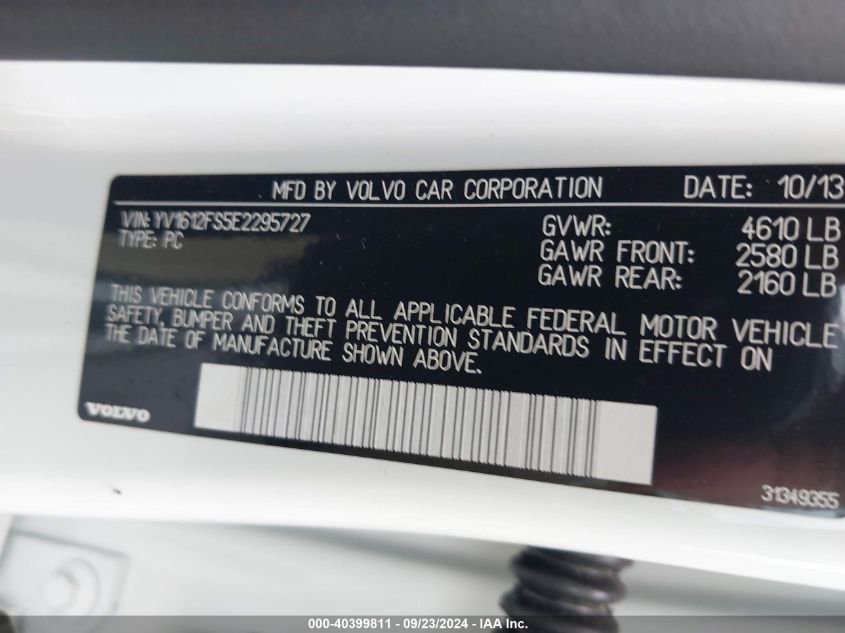 MFD BY VOLVO CAR CORPORATION DATE: 10/13
VIN: YV1612FS5E2295727 GVWR: 4610 LB
TYPE: PC GAWR FRONT: 2580 LB
GAWR REAR: 2160 LB
THIS VEHICLE CONFORMS TO ALL APPLICABLE FEDERAL MOTOR VEHICLE
SAFETY, BUMPER AND THEFT PREVENTION STANDARDS IN EFFECT ON
THE DATE OF MANUFACTURE SHOWN ABOVE.
VOLVO
31349355
000-40399811 - 09/23/2024 - IAA Inc.